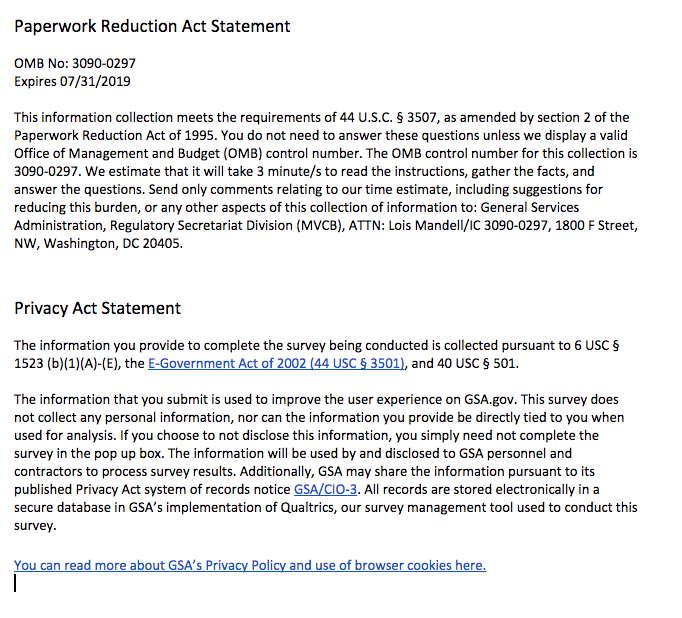 Paperwork Reduction Act Statement
OMB No: 3090-0297
Expires 07/31/2019
This information collection meets the requirements of 44 U.S.C. § 3507, as amended by section 2 of the
Paperwork Reduction Act of 1995. You do not need to answer these questions unless we display a valid
Office of Management and Budget (OMB) control number. The OMB control number for this collection is
3090-0297. We estimate that it will take 3 minute/s to read the instructions, gather the facts, and
answer the questions. Send only comments relating to our time estimate, including suggestions for
reducing this burden, or any other aspects of this collection of information to: General Services
Administration, Regulatory Secretariat Division (MVCB), ATTN: Lois Mandell/IC 3090-0297, 1800 F Street,
NW, Washington, DC 20405.
Privacy Act Statement
The information you provide to complete the survey being conducted is collected pursuant to 6 USC §
1523 (b)(1)(A)-(E), the E-Government Act of 2002 (44 USC § 3501), and 40 USC § 501.
The information that you submit is used to improve the user experience on GSA.gov. This survey does
not collect any personal information, nor can the information you provide be directly tied to you when
used for analysis. If you choose to not disclose this information, you simply need not complete the
survey in the pop up box. The information will be used by and disclosed to GSA personnel and
contractors to process survey results. Additionally, GSA may share the information pursuant to its
published Privacy Act system of records notice GSA/CIO-3. All records are stored electronically in a
secure database in GSA's implementation of Qualtrics, our survey management tool used to conduct this
survey.
You can read more about GSA's Privacy Policy and use of browser cookies here.